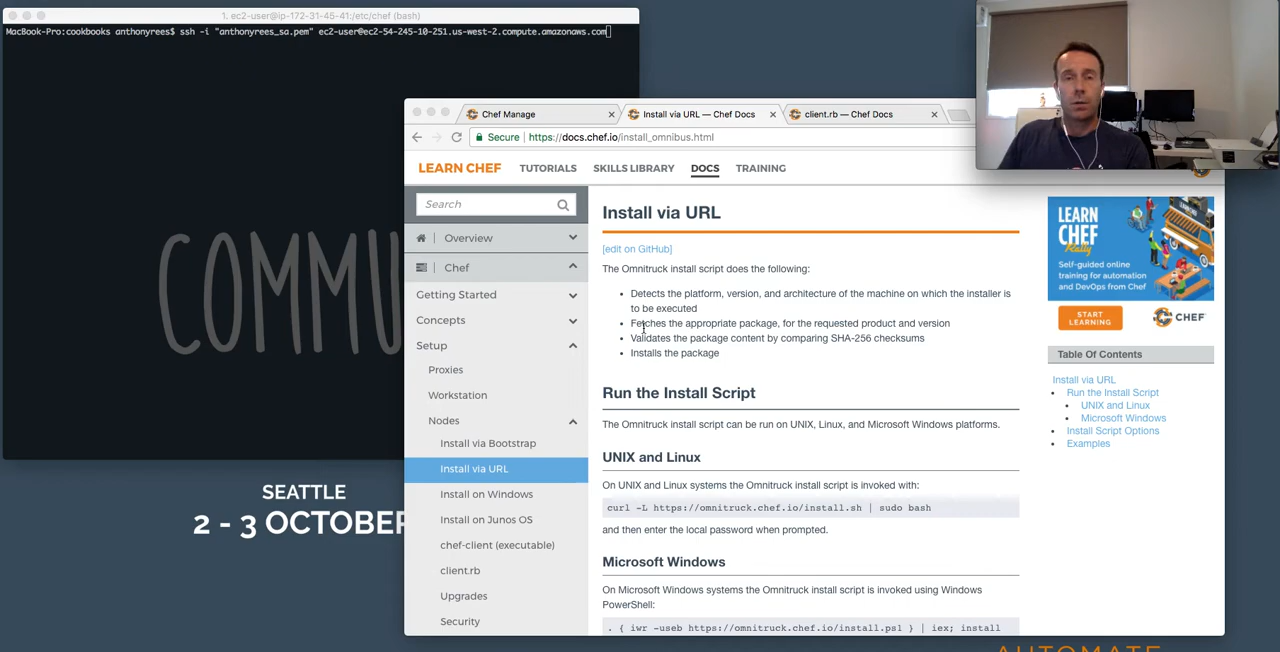 1. ec2-user@ip-172-31-45-41:/etc/chef (bash)
MacBook-Pro:cookbooks anthonyrees$ ssh -i "anthonyrees_sa.pem" ec2-user@ec2-54-245-10-251.us-west-2.compute.amazonaws.com
COMMU
SEATTLE
2 - 3 OCTOBER
Chef Manage
Install via URL — Chef Docs
client.rb — Chef Docs
Secure | https://docs.chef.io/install_omnibus.html
LEARN CHEF
TUTORIALS
SKILLS LIBRARY
DOCS
TRAINING
Search
Overview
Chef
Getting Started
Concepts
Setup
Proxies
Workstation
Nodes
Install via Bootstrap
Install via URL
Install on Windows
Install on Junos OS
chef-client (executable)
client.rb
Upgrades
Security
Install via URL
[edit on GitHub]
The Omnitruck install script does the following:
• Detects the platform, version, and architecture of the machine on which the installer is
to be executed
• Fetches the appropriate package, for the requested product and version
• Validates the package content by comparing SHA-256 checksums
• Installs the package
Run the Install Script
The Omnitruck install script can be run on UNIX, Linux, and Microsoft Windows platforms.
UNIX and Linux
On UNIX and Linux systems the Omnitruck install script is invoked with:
curl -L https://omnitruck.chef.io/install.sh | sudo bash
and then enter the local password when prompted.
Microsoft Windows
On Microsoft Windows systems the Omnitruck install script is invoked using Windows
PowerShell:
. { iwr -useb https://omnitruck.chef.io/install.ps1 } | iex; install
LEARN
CHEF
Rally
Self-guided online
training for automation
and DevOps from Chef
START
LEARNING
CHEF
Table Of Contents
Install via URL
• Run the Install Script
• UNIX and Linux
• Microsoft Windows
• Install Script Options
• Examples
AUTOMATE